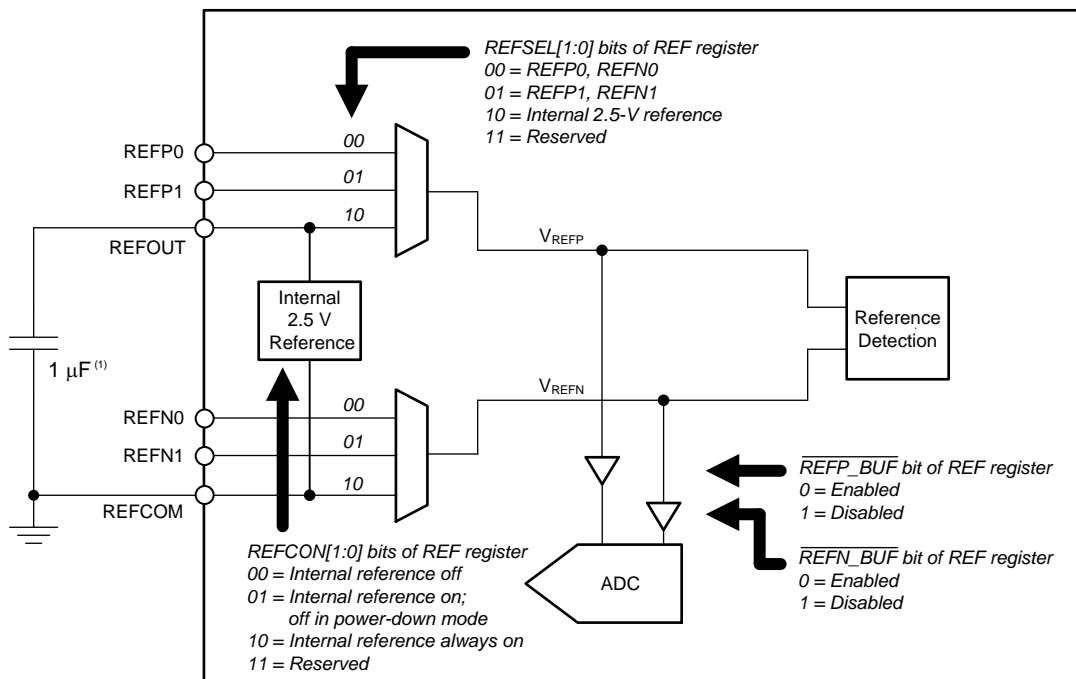 REFSEL[1:0] bits of REF register
00 = REFP0, REFN0
01 = REFP1, REFN1
10 = Internal 2.5-V reference
11 = Reserved
REFP0
00
REFP1
01
REFOUT
10
VREFP
Internal
2.5 V
Reference
Reference
Detection
1 μF (1)
VREFN
REFN0
00
REFN1
01
REFCOM
10
REFP_BUF bit of REF register
0 = Enabled
1 = Disabled
REFCON[1:0] bits of REF register
00 = Internal reference off
01 = Internal reference on;
off in power-down mode
10 = Internal reference always on
11 = Reserved
ADC
REFN_BUF bit of REF register
0 = Enabled
1 = Disabled